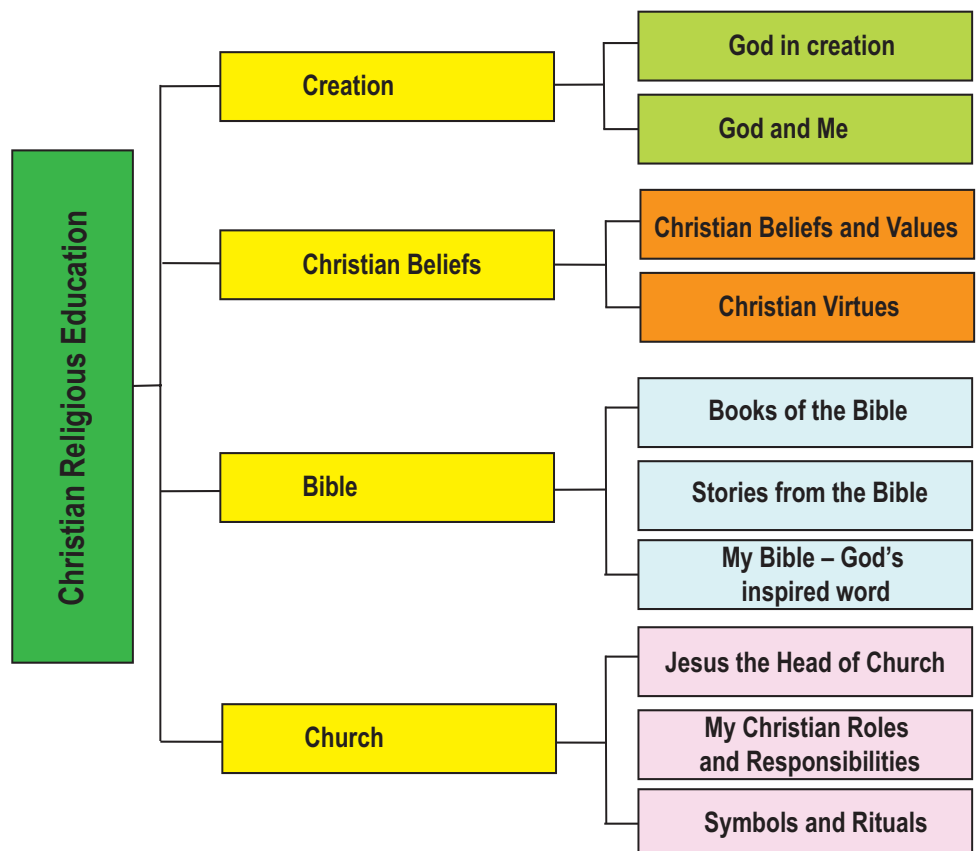 Christian Religious Education
Creation
God in creation
God and Me
Christian Beliefs
Christian Beliefs and Values
Christian Virtues
Bible
Books of the Bible
Stories from the Bible
My Bible – God’s
inspired word
Church
Jesus the Head of Church
My Christian Roles
and Responsibilities
Symbols and Rituals